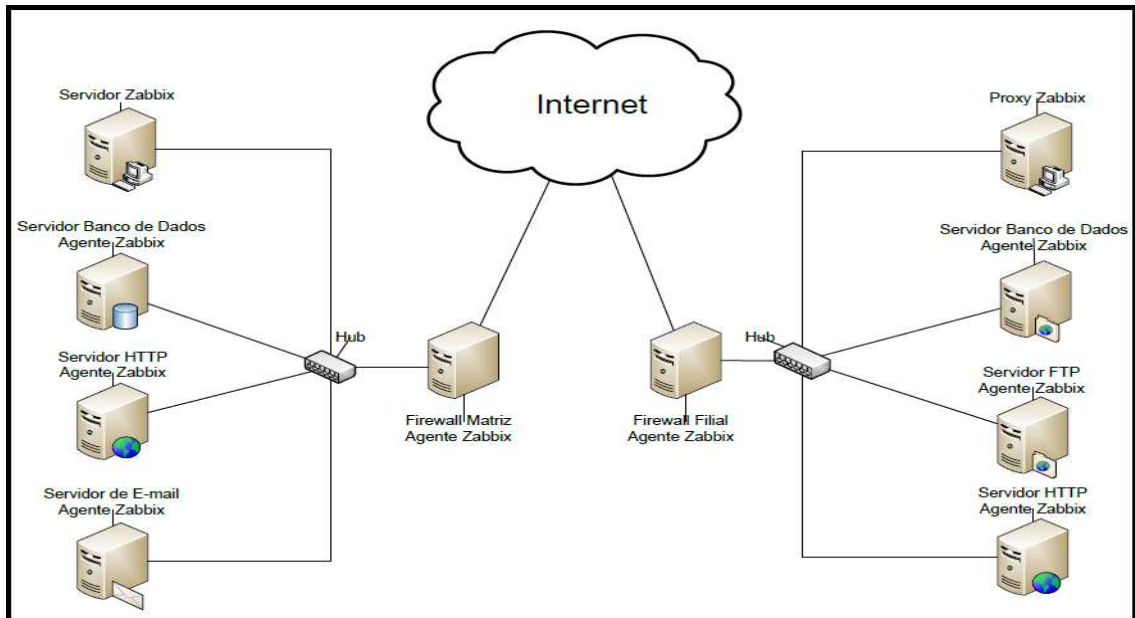 Internet
Servidor Zabbix
Proxy Zabbix
Servidor Banco de Dados
Agente Zabbix
Servidor Banco de Dados
Agente Zabbix
Hub
Hub
Servidor HTTP
Agente Zabbix
Servidor FTP
Agente Zabbix
Firewall Matriz
Agente Zabbix
Firewall Filial
Agente Zabbix
Servidor de E-mail
Agente Zabbix
Servidor HTTP
Agente Zabbix